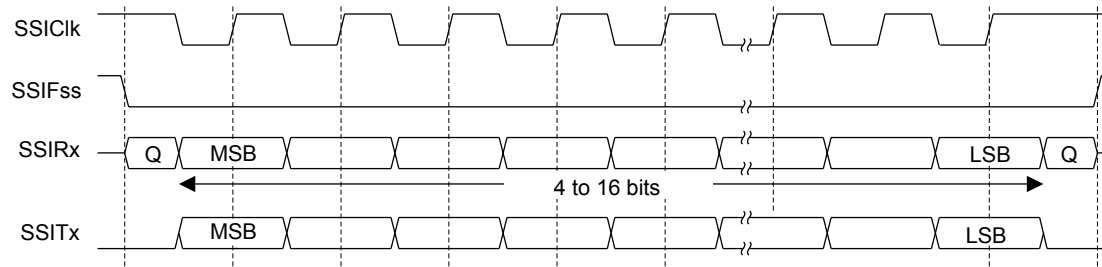 SSIClk
SSIFss
SSIRx Q MSB LSB Q
4 to 16 bits
SSITx MSB LSB